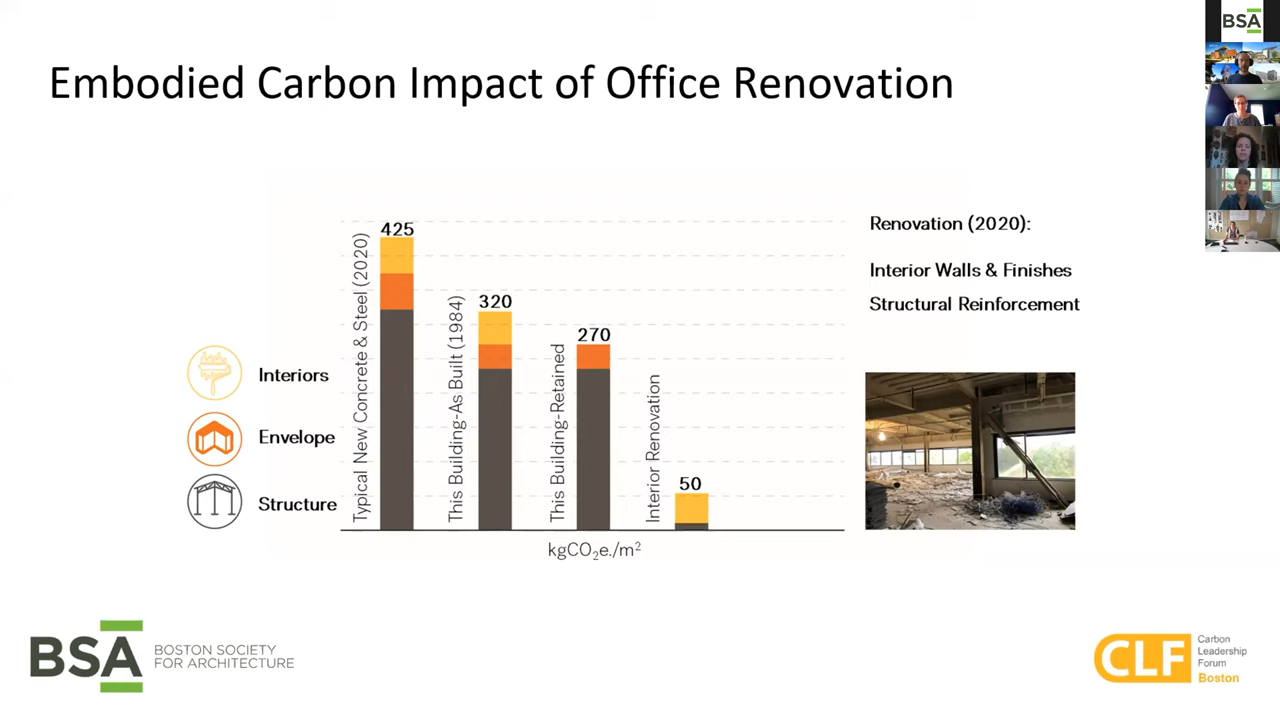 BSA
Embodied Carbon Impact of Office Renovation
425
320
270
50
Typical New Concrete & Steel (2020)
This Building-As Built (1984)
This Building-Retained
Interior Renovation
Interiors
Envelope
Structure
kgCO₂e./m²
Renovation (2020):
Interior Walls & Finishes
Structural Reinforcement
BSA
BOSTON SOCIETY
FOR ARCHITECTURE
CLF
Carbon
Leadership
Forum
Boston